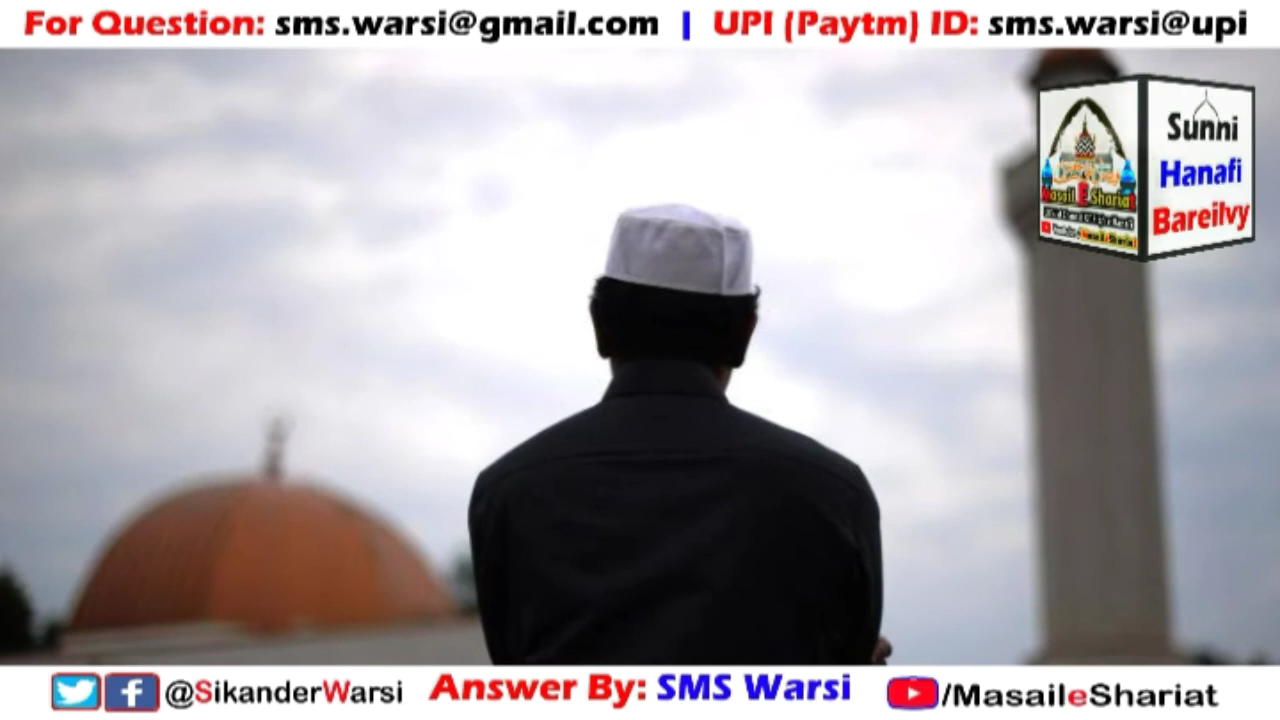 For Question: sms.warsi@gmail.com | UPI (Paytm) ID: sms.warsi@upi
Sunni
Hanafi
Bareilvy
Masail E Shariat
@SikanderWarsi
Answer By: SMS Warsi
/MasaileShariat